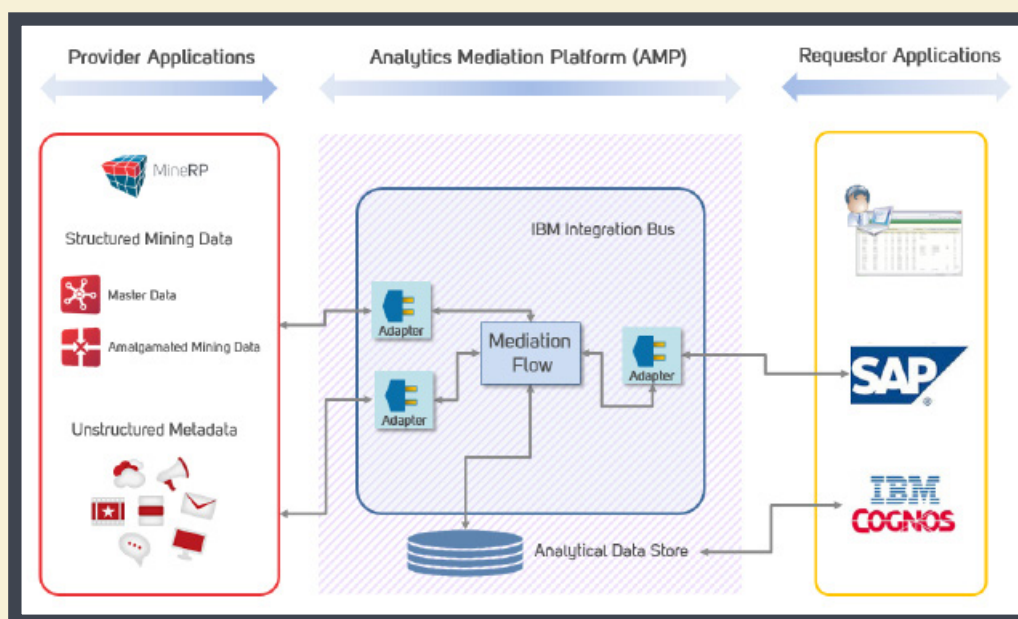 Provider Applications
Analytics Mediation Platform (AMP)
Requestor Applications
MineRP
Structured Mining Data
Master Data
Amalgamated Mining Data
Unstructured Metadata
IBM Integration Bus
Adapter
Adapter
Mediation
Flow
Adapter
Analytical Data Store
SAP
®
IBM
COGNOS